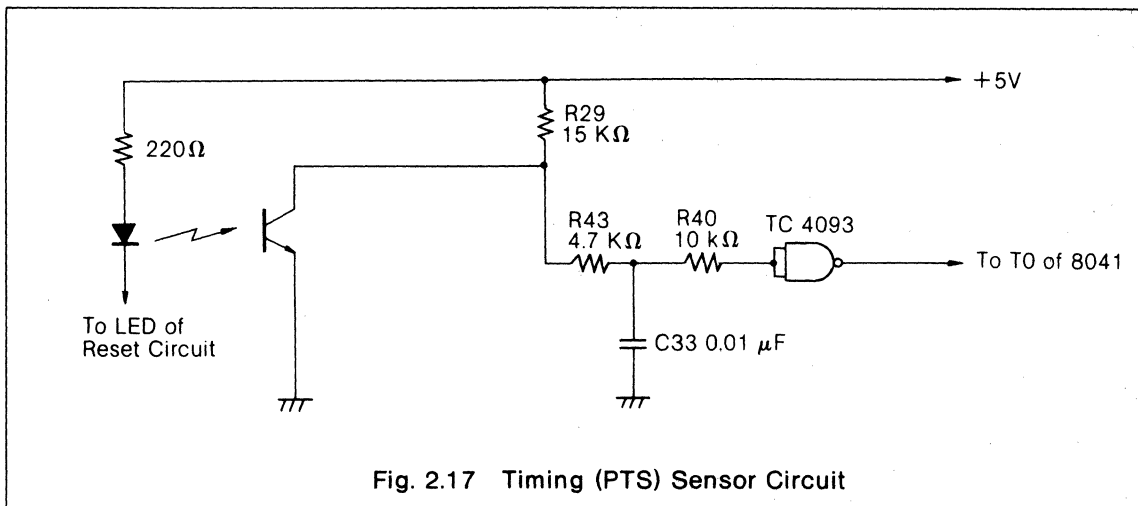 +5V
R29
15 KΩ
220Ω
R43
4.7 KΩ
R40
10 kΩ
TC 4093
To T0 of 8041
To LED of
Reset Circuit
C33 0.01 μF
Fig. 2.17 Timing (PTS) Sensor Circuit